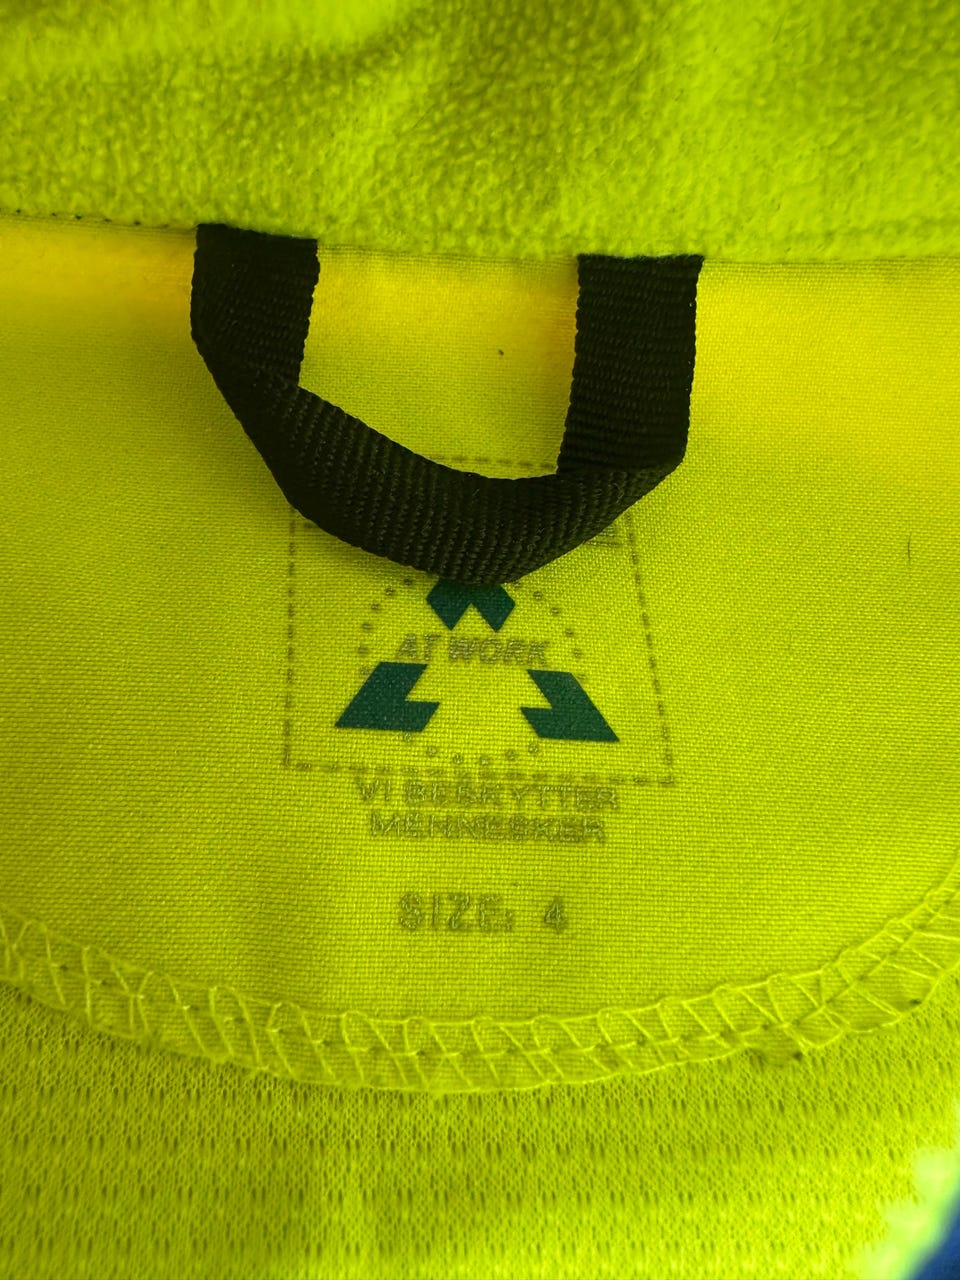 AT WORK
VI BESKYTTER
MENNESKER
SIZE: 4